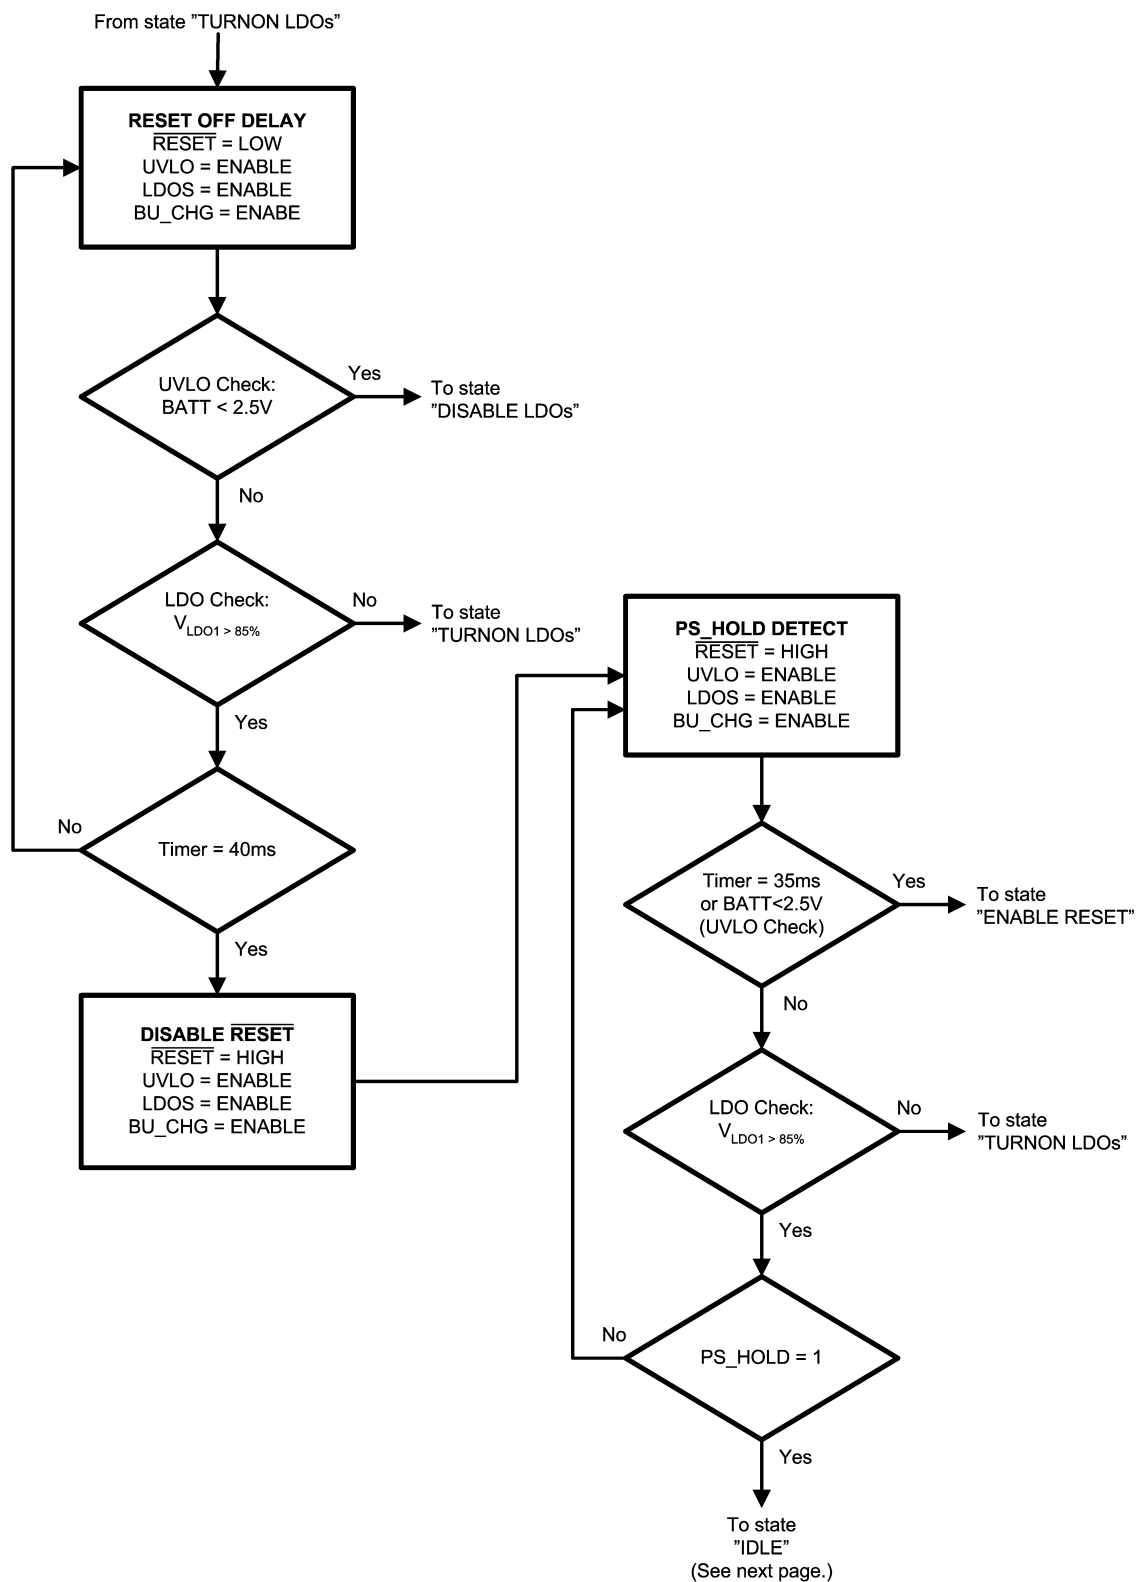 From state ”TURNON LDOs”
RESET OFF DELAY
RESET = LOW
UVLO = ENABLE
LDOS = ENABLE
BU_CHG = ENABE
UVLO Check:
BATT < 2.5V
Yes
To state
”DISABLE LDOs”
No
LDO Check:
VLDO1 > 85%
No
To state
”TURNON LDOs”
Yes
Timer = 40ms
No
Yes
DISABLE RESET
RESET = HIGH
UVLO = ENABLE
LDOS = ENABLE
BU_CHG = ENABLE
PS_HOLD DETECT
RESET = HIGH
UVLO = ENABLE
LDOS = ENABLE
BU_CHG = ENABLE
Timer = 35ms
or BATT<2.5V
(UVLO Check)
Yes
To state
”ENABLE RESET”
No
LDO Check:
VLDO1 > 85%
No
To state
”TURNON LDOs”
Yes
PS_HOLD = 1
No
Yes
To state
”IDLE”
(See next page.)